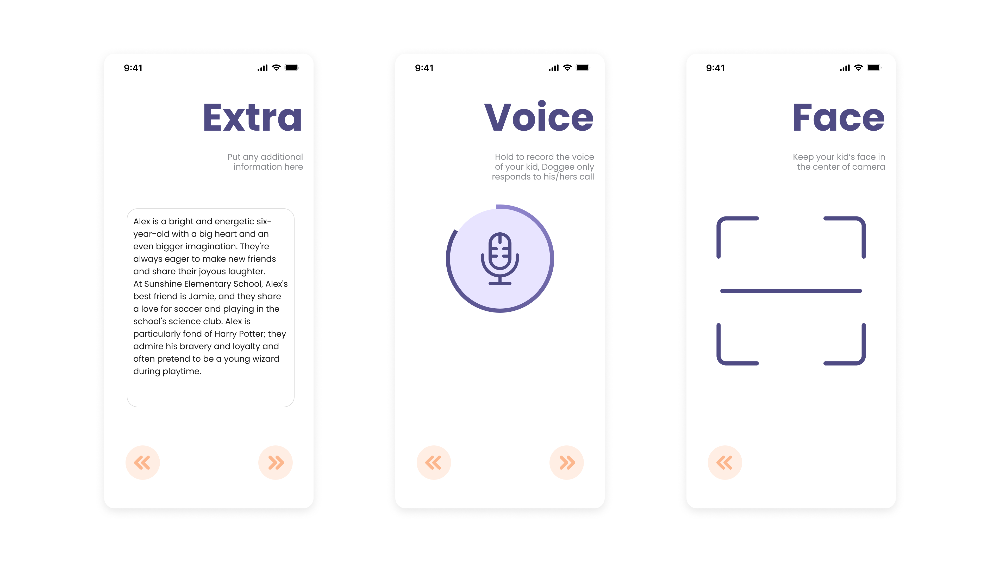 9:41
Extra
Put any additional
information here
Alex is a bright and energetic six-
year-old with a big heart and an
even bigger imagination. They're
always eager to make new friends
and share their joyous laughter.
At Sunshine Elementary School, Alex's
best friend is Jamie, and they share
a love for soccer and playing in the
school's science club. Alex is
particularly fond of Harry Potter; they
admire his bravery and loyalty and
often pretend to be a young wizard
during playtime.
9:41
Voice
Hold to record the voice
of your kid, Doggee only
responds to his/hers call
9:41
Face
Keep your kid’s face in
the center of camera